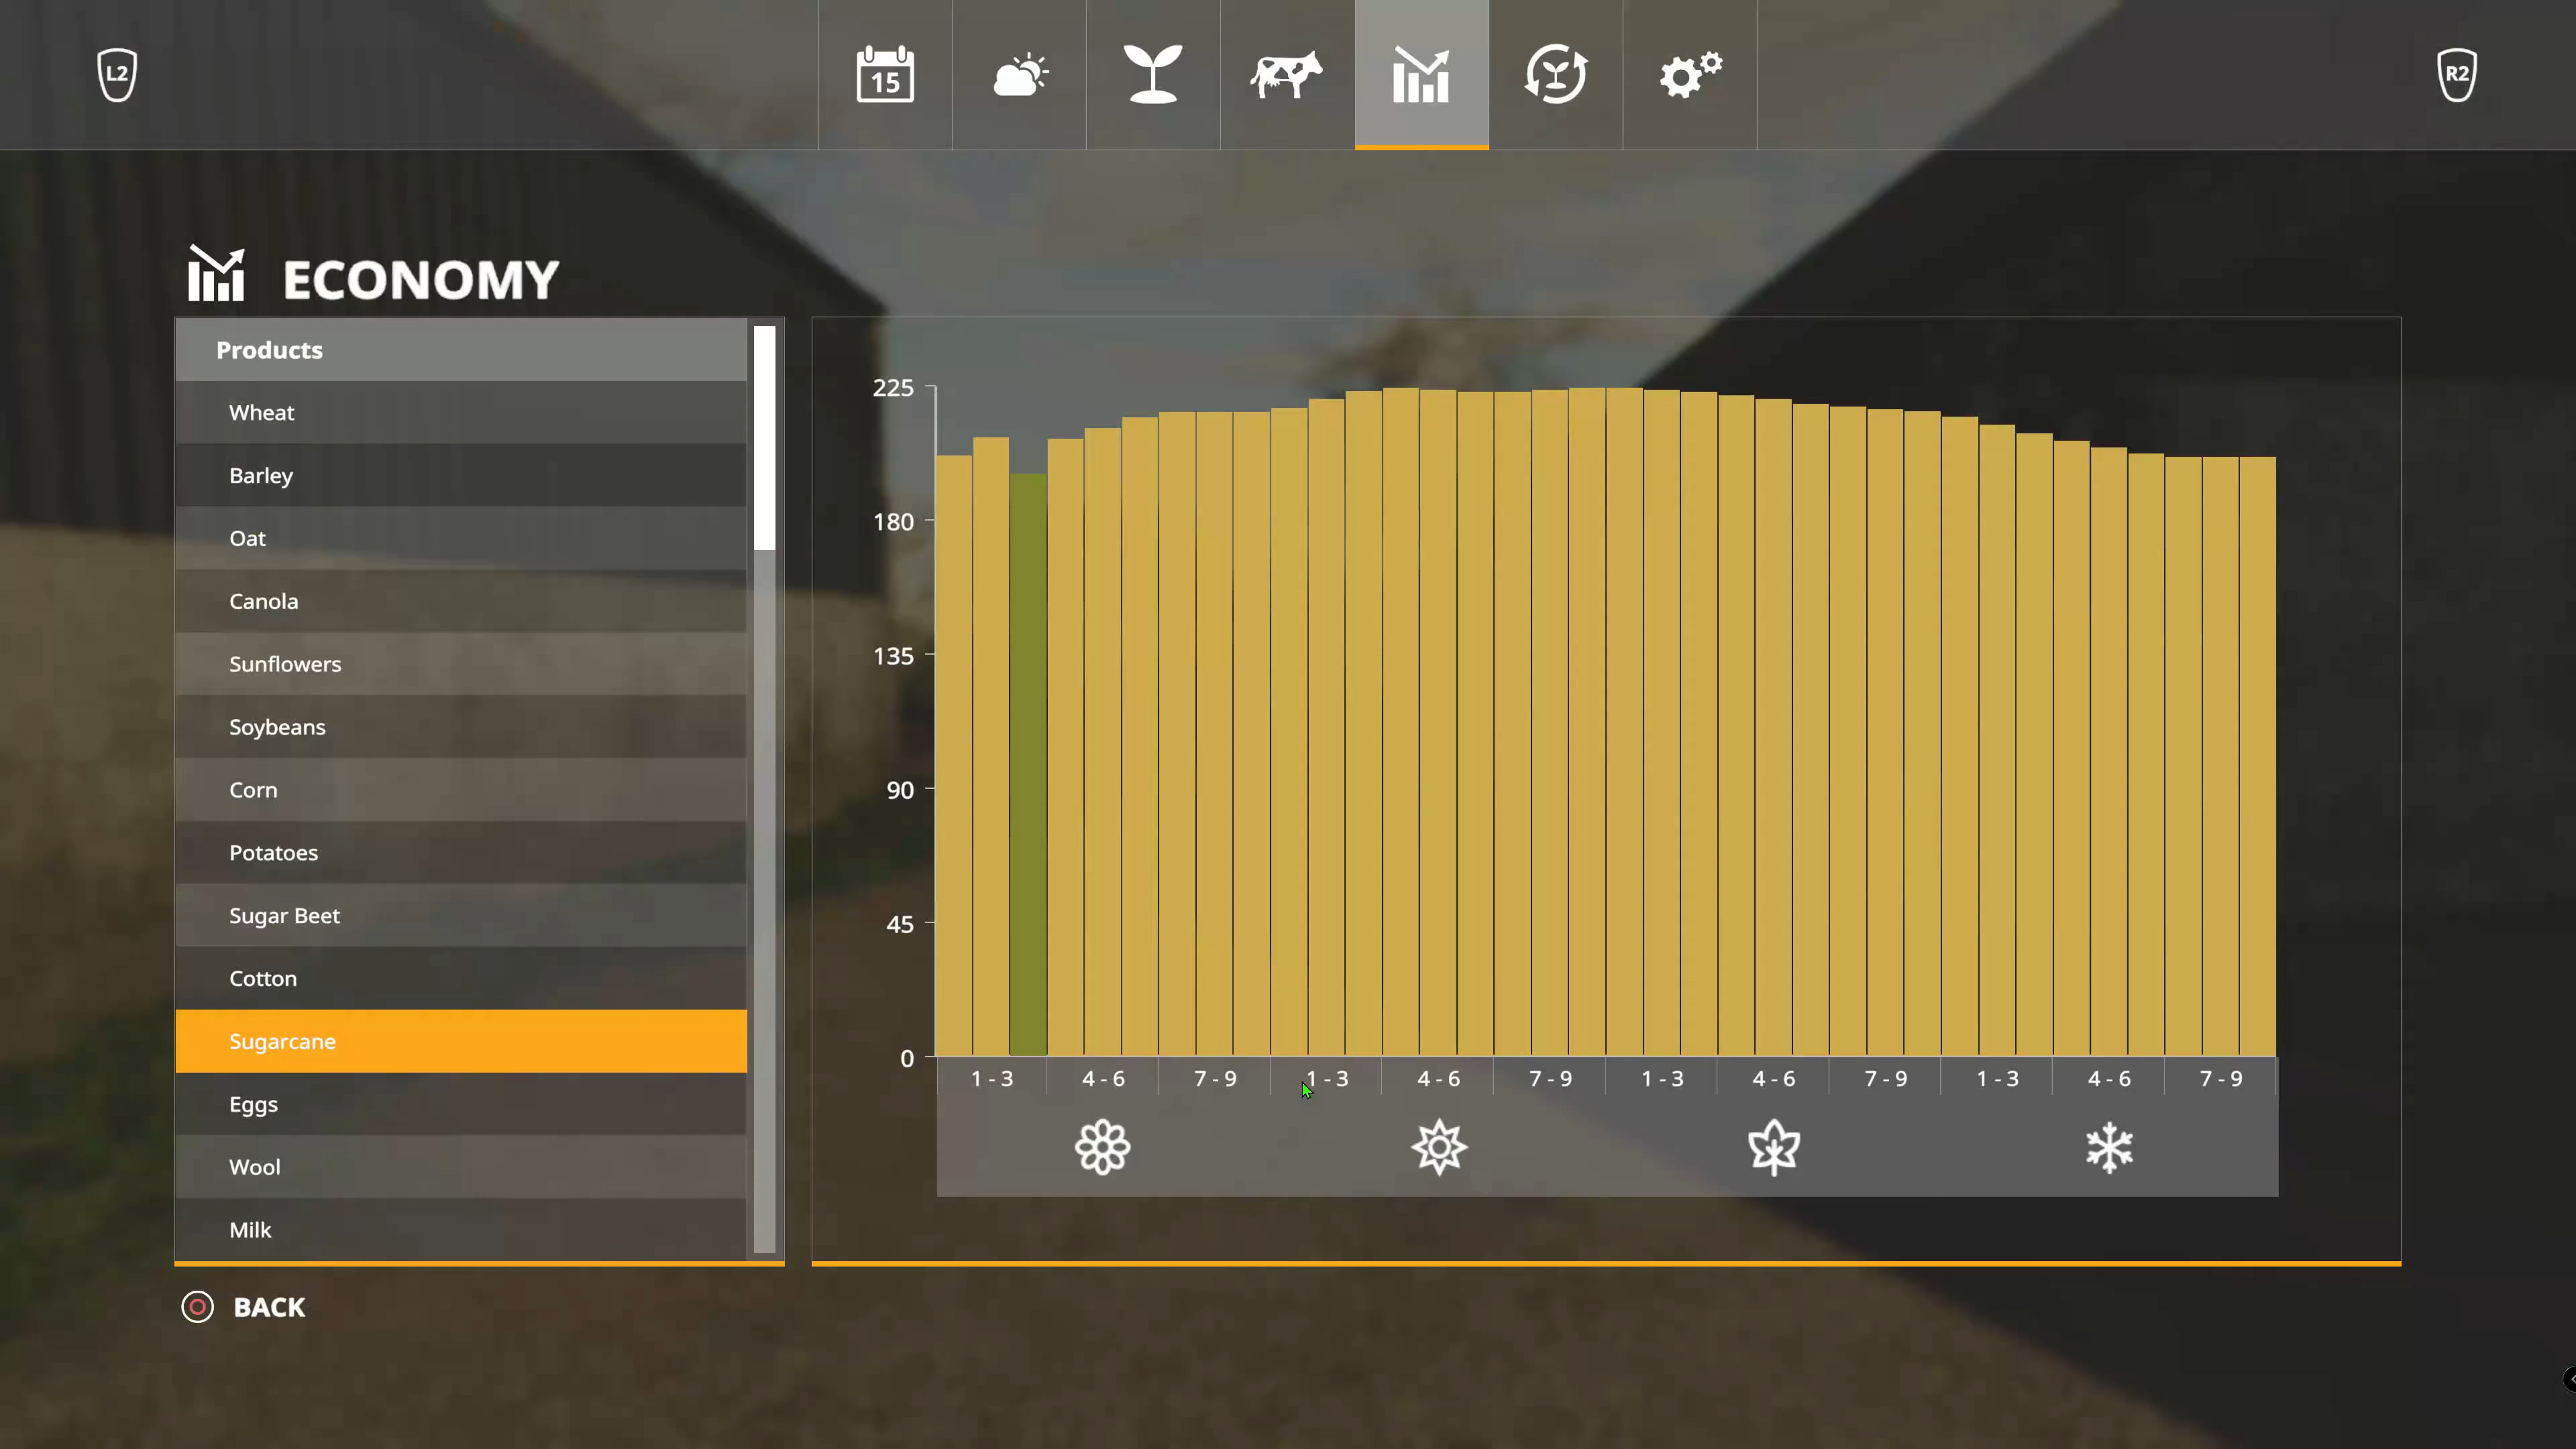 L2
15
R2
ECONOMY
Products
Wheat
Barley
Oat
Canola
Sunflowers
Soybeans
Corn
Potatoes
Sugar Beet
Cotton
Sugarcane
Eggs
Wool
Milk
225
180
135
90
45
0
1 - 3 4 - 6 7 - 9 1 - 3 4 - 6 7 - 9 1 - 3 4 - 6 7 - 9 1 - 3 4 - 6 7 - 9
BACK